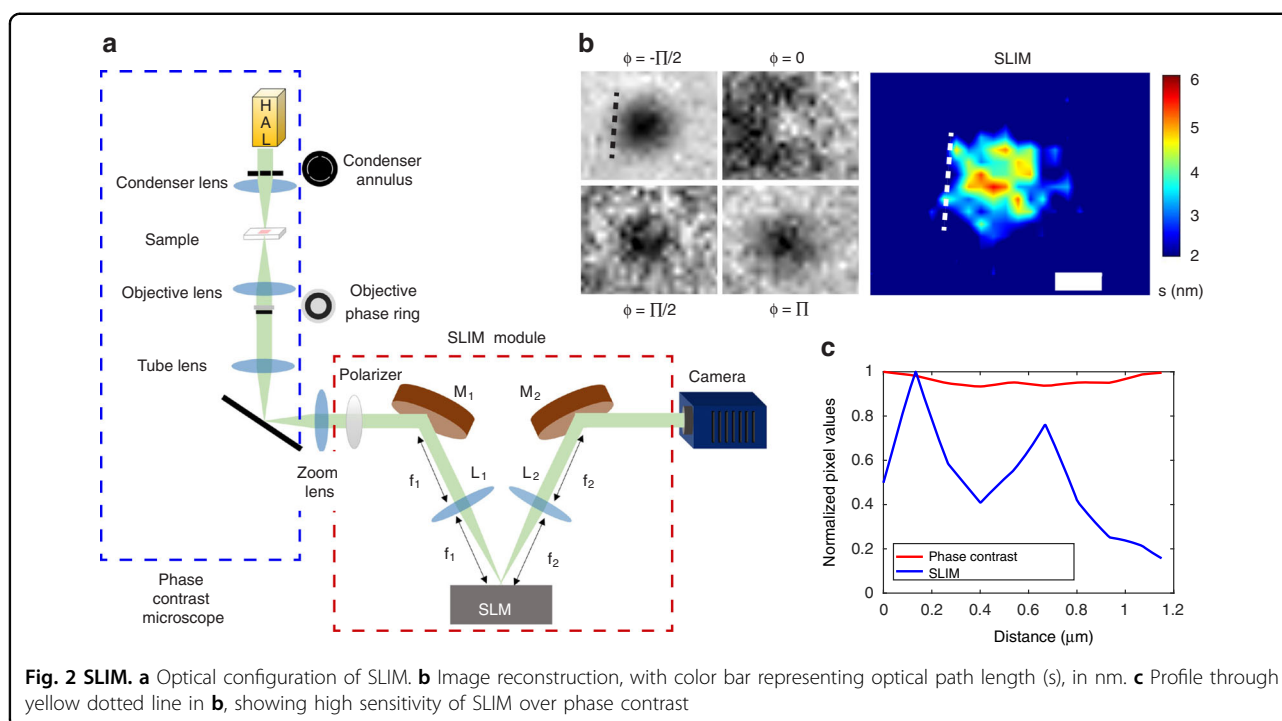 a
HAL
Condenser
annulus
Condenser lens
Sample
Objective lens
Objective
phase ring
Tube lens
SLIM module
Polarizer
M1
M2
Camera
Zoom
lens
f1
L1
L2
f2
f1
f2
SLM
Phase
contrast
microscope
b
ϕ = -∏/2
ϕ = 0
SLIM
ϕ = ∏/2
ϕ = ∏
6
5
4
3
2
s (nm)
c
Normalized pixel values
1
0.8
0.6
0.4
0.2
0
Phase contrast
SLIM
0
0.2
0.4
0.6
0.8
1
1.2
Distance (μm)
Fig. 2 SLIM. a Optical configuration of SLIM. b Image reconstruction, with color bar representing optical path length (s), in nm. c Profile through
yellow dotted line in b, showing high sensitivity of SLIM over phase contrast